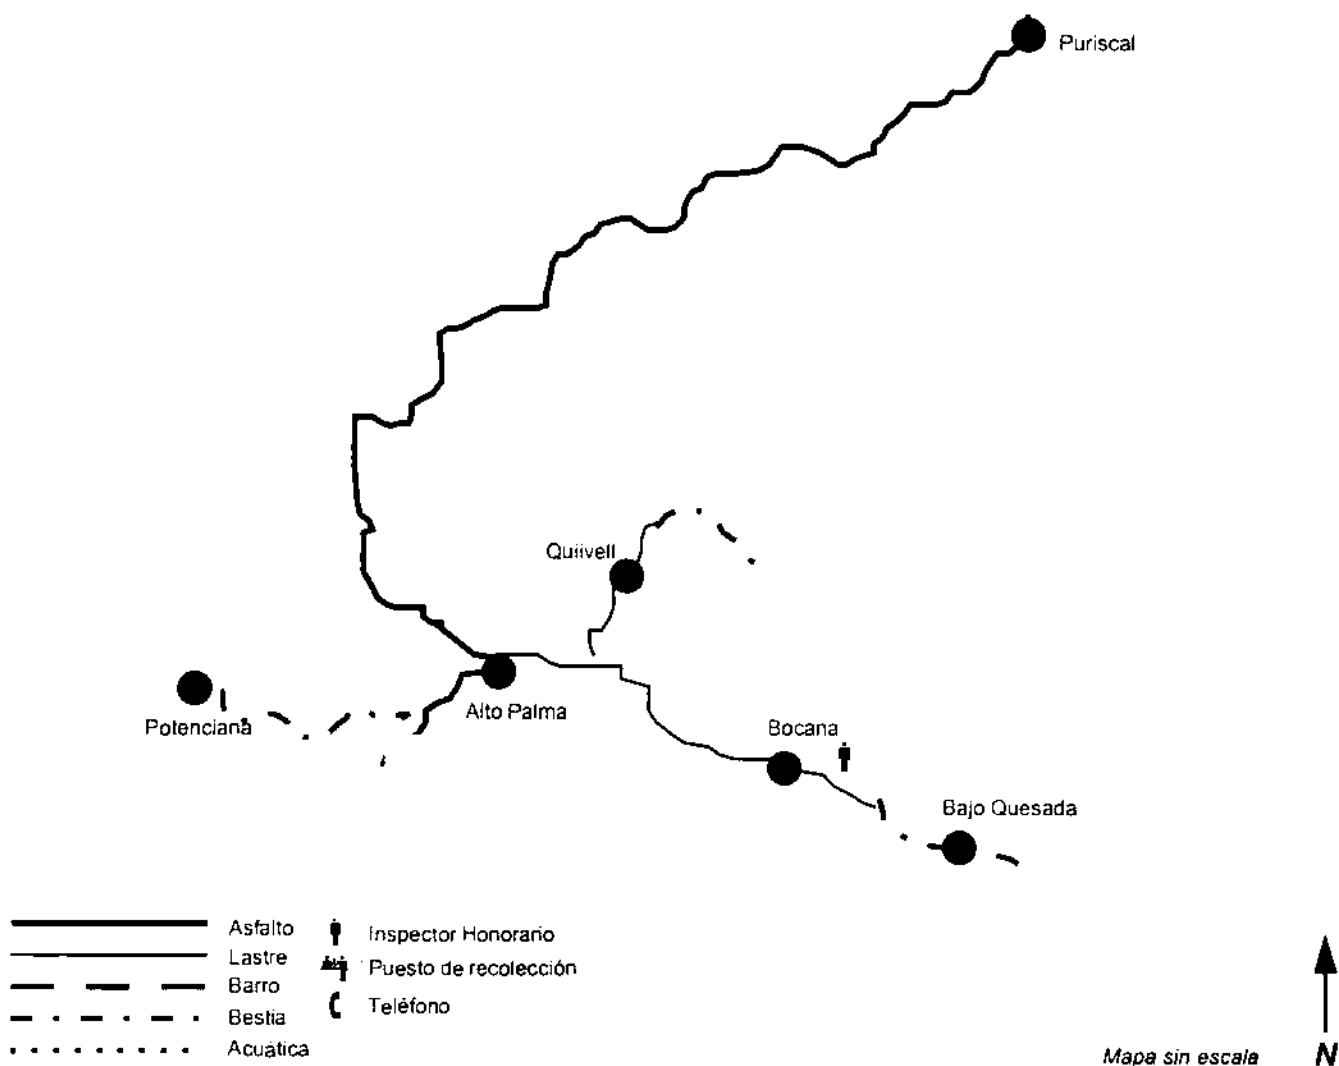 Puriscal
Quiivell
Alto Palma
Potenciana
Bocana
Bajo Quesada
Asfalto
Lastre
Barro
Bestia
Acuática
Inspector Honorario
Puesto de recolección
Teléfono
Mapa sin escala
N